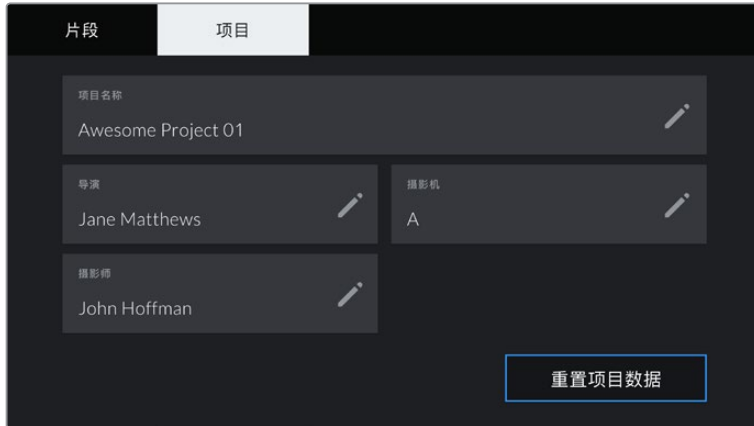 片段
项目
项目名称
Awesome Project 01
导演
Jane Matthews
摄影机
A
摄影师
John Hoffman
重置项目数据